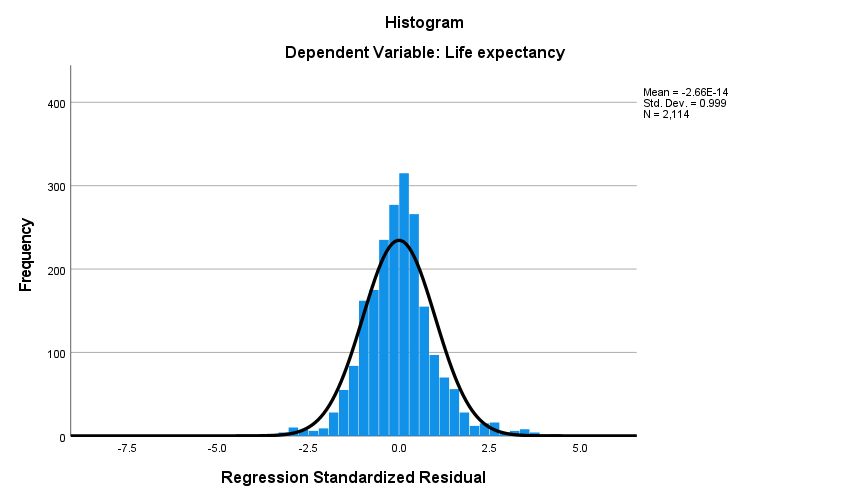 Histogram
Dependent Variable: Life expectancy
Mean = -2.66E-14
Std. Dev. = 0.999
N = 2,114
400
300
200
100
0
Frequency
-7.5 -5.0 -2.5 0.0 2.5 5.0
Regression Standardized Residual